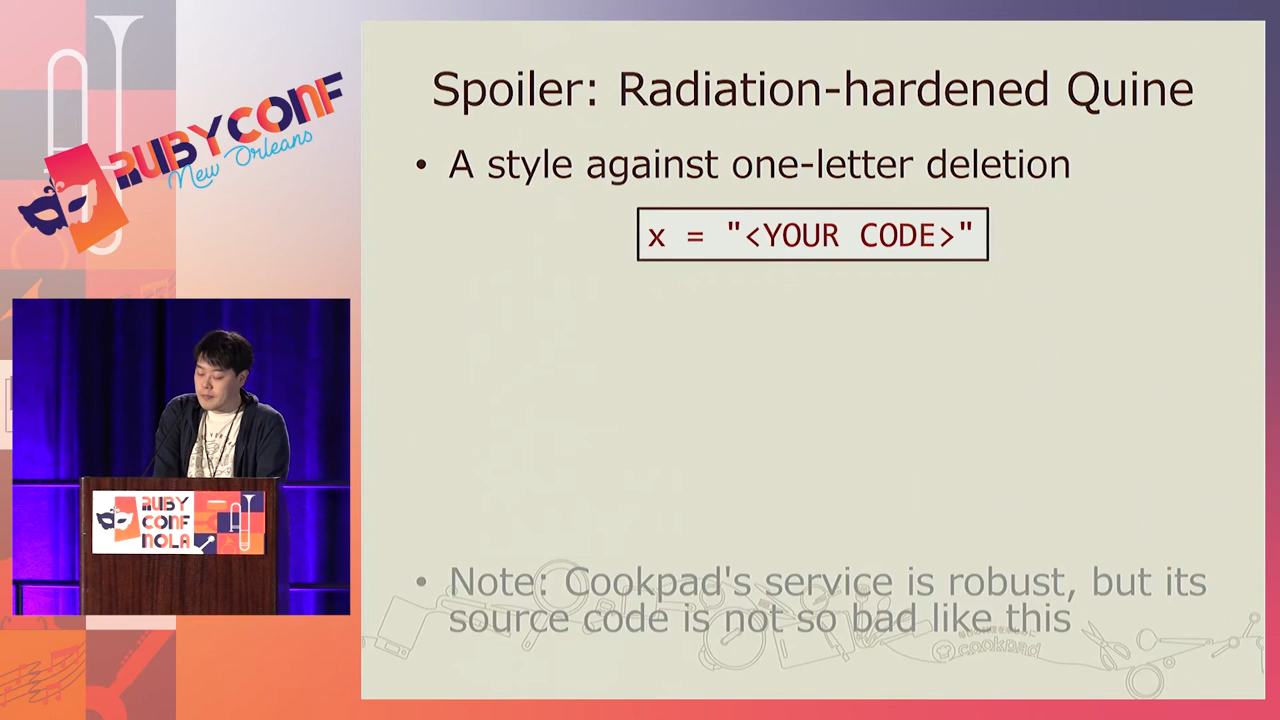 RUBYCONF
New Orleans
Spoiler: Radiation-hardened Quine
• A style against one-letter deletion
x = "<YOUR CODE>"
RUBY
CONF
NOLA
• Note: Cookpad's service is robust, but its
source code is not so bad like this
cookpad